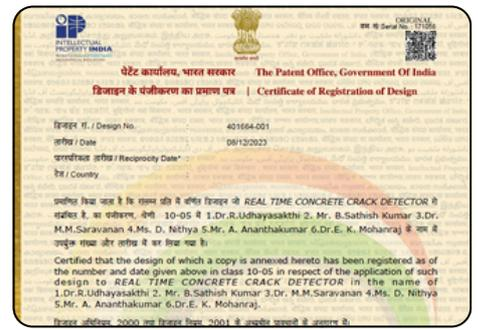 ORIGINAL
क्रम सं/ Serial No. : 171056
INTELLECTUAL
PROPERTY INDIA
पेटेंट कार्यालय, भारत सरकार The Patent Office, Government Of India
डिजाइन के पंजीकरण का प्रमाण पत्र | Certificate of Registration of Design
डिजाइन सं. / Design No. : 401664-001
तारीख / Date : 08/12/2023
पारस्परिकता तारीख / Reciprocity Date* :
देश / Country :
प्रमाणित किया जाता है कि संलग्न प्रति में वर्णित डिजाइन जो REAL TIME CONCRETE CRACK DETECTOR से
संबंधित है, का पंजीकरण, श्रेणी 10-05 में 1.Dr.R.Udhayasakthi 2. Mr. B.Sathish Kumar 3.Dr.
M.M.Saravanan 4.Ms. D. Nithya 5.Mr. A. Ananthakumar 6.Dr.E. K. Mohanraj के नाम में
उपर्युक्त संख्या और तारीख में कर लिया गया है।
Certified that the design of which a copy is annexed hereto has been registered as of
the number and date given above in class 10-05 in respect of the application of such
design to REAL TIME CONCRETE CRACK DETECTOR in the name of
1.Dr.R.Udhayasakthi 2. Mr. B.Sathish Kumar 3.Dr. M.M.Saravanan 4.Ms. D. Nithya
5.Mr. A. Ananthakumar 6.Dr.E. K. Mohanraj.
डिजाइन अधिनियम, 2000 तथा डिजाइन नियम, 2001 के अध्यधीन प्रावधानों के अनुसरण में।